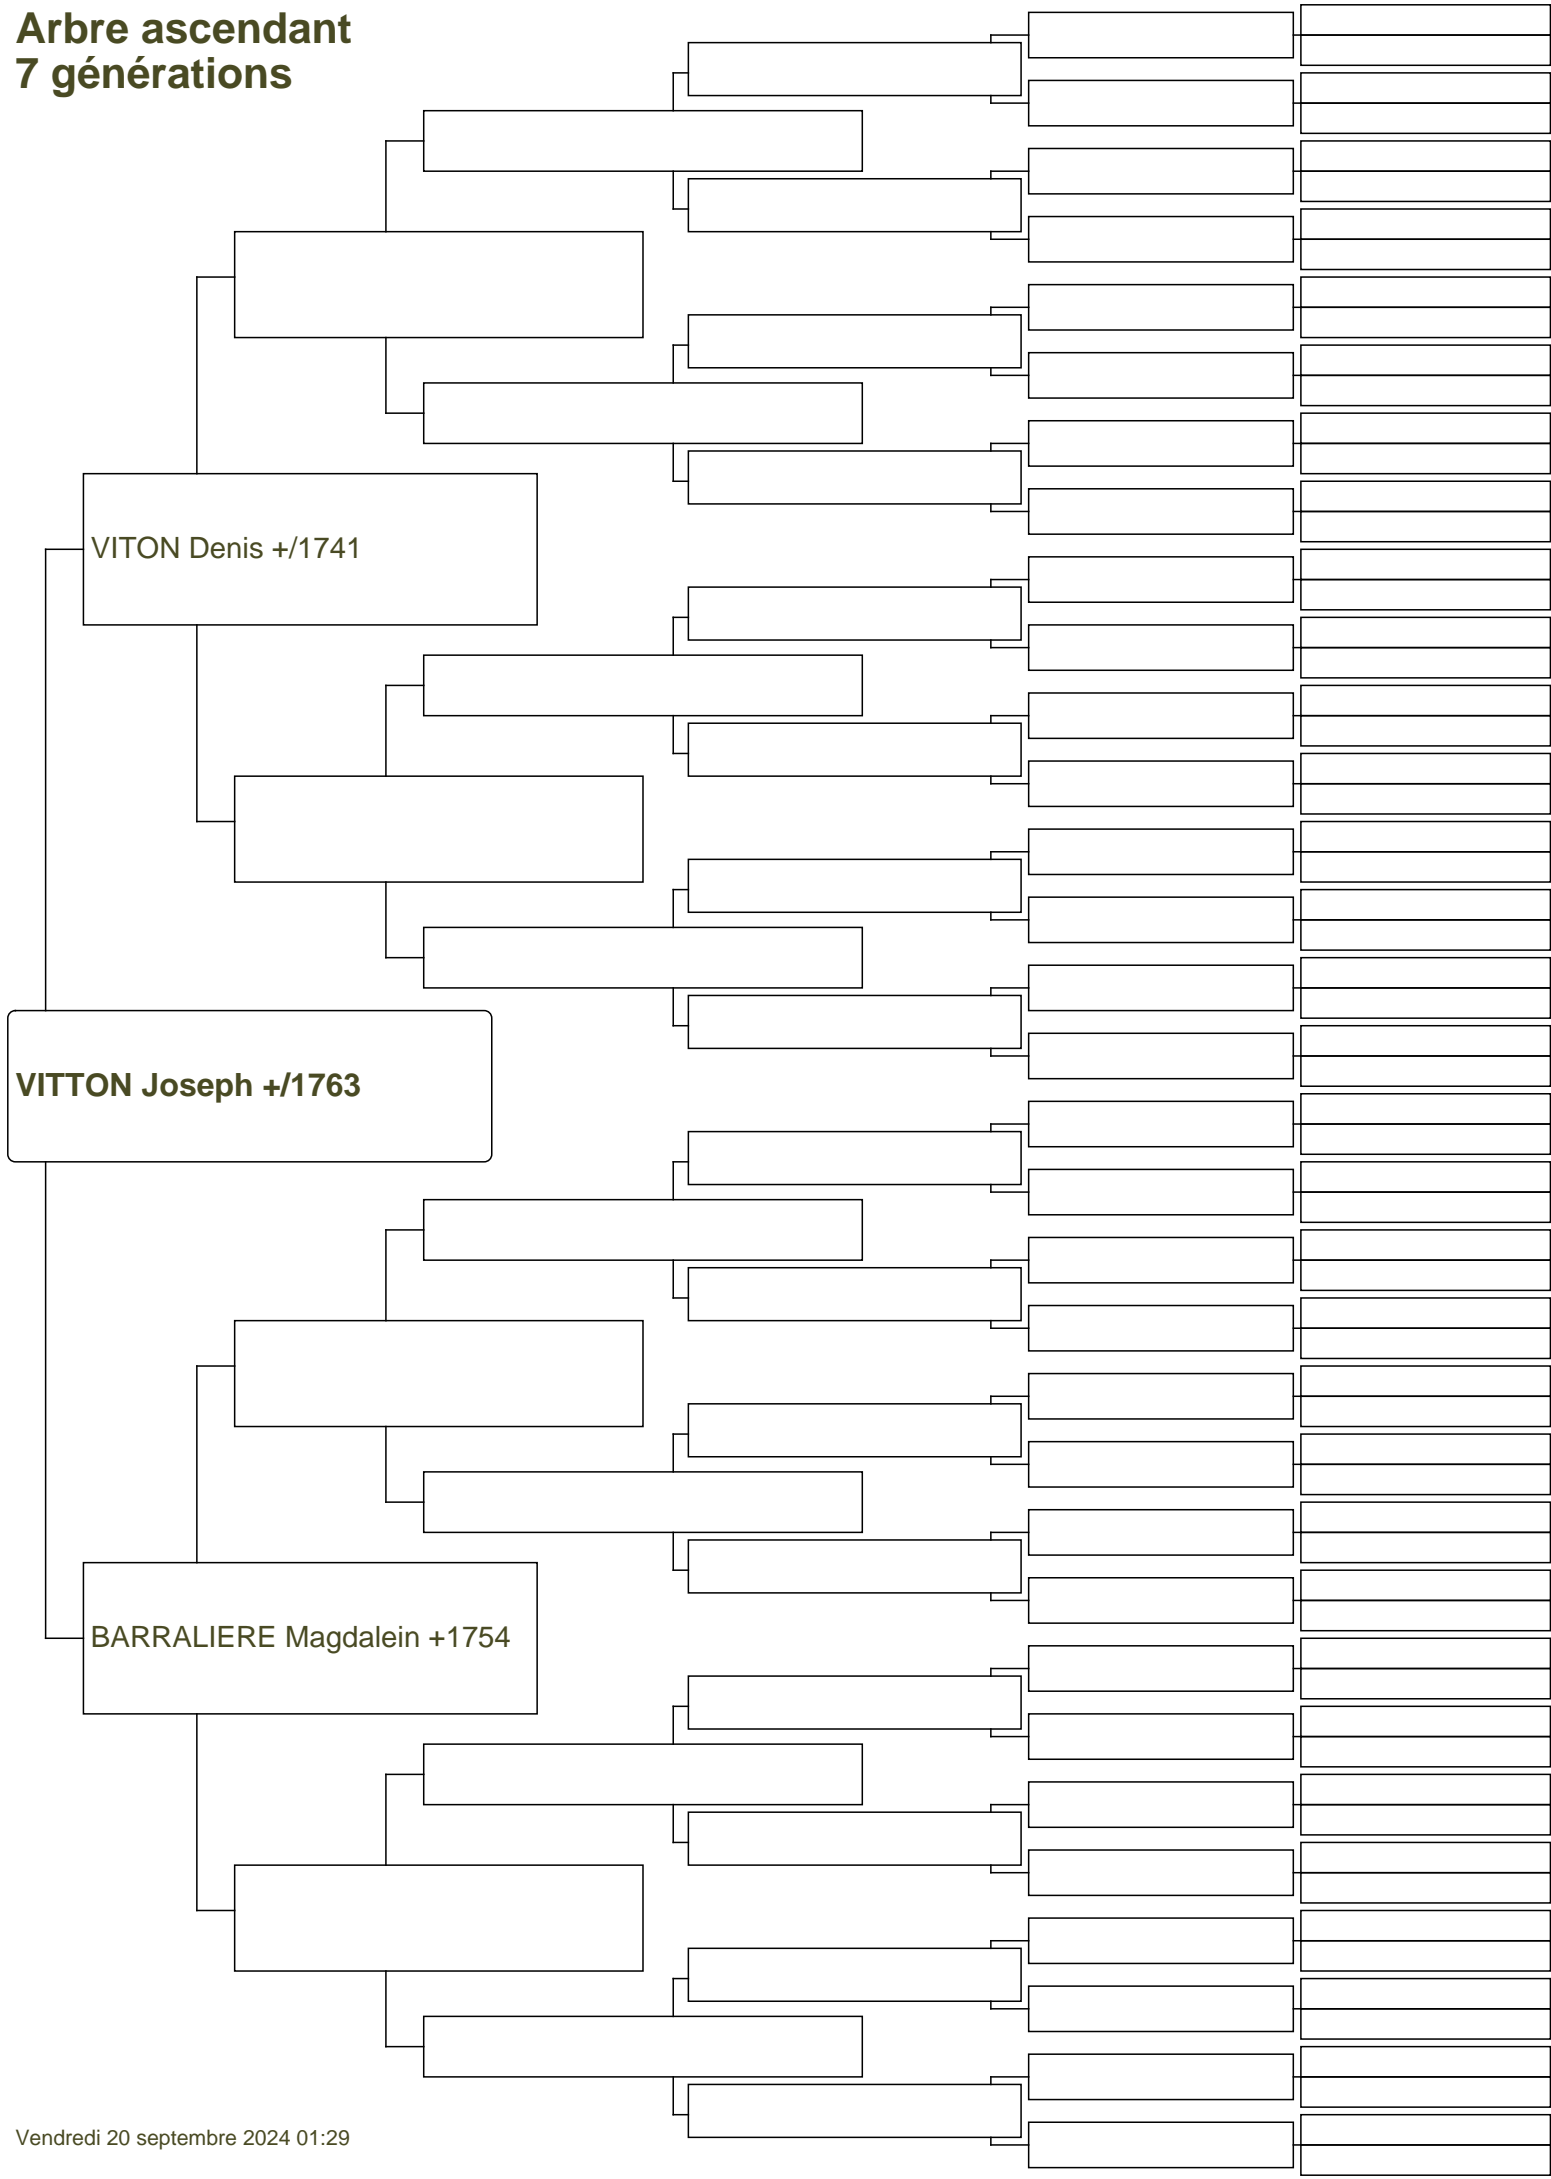 Arbre ascendant
7 générations
VITON Denis +/1741
VITTON Joseph +/1763
BARRALIERE Magdalein +1754
Vendredi 20 septembre 2024 01:29